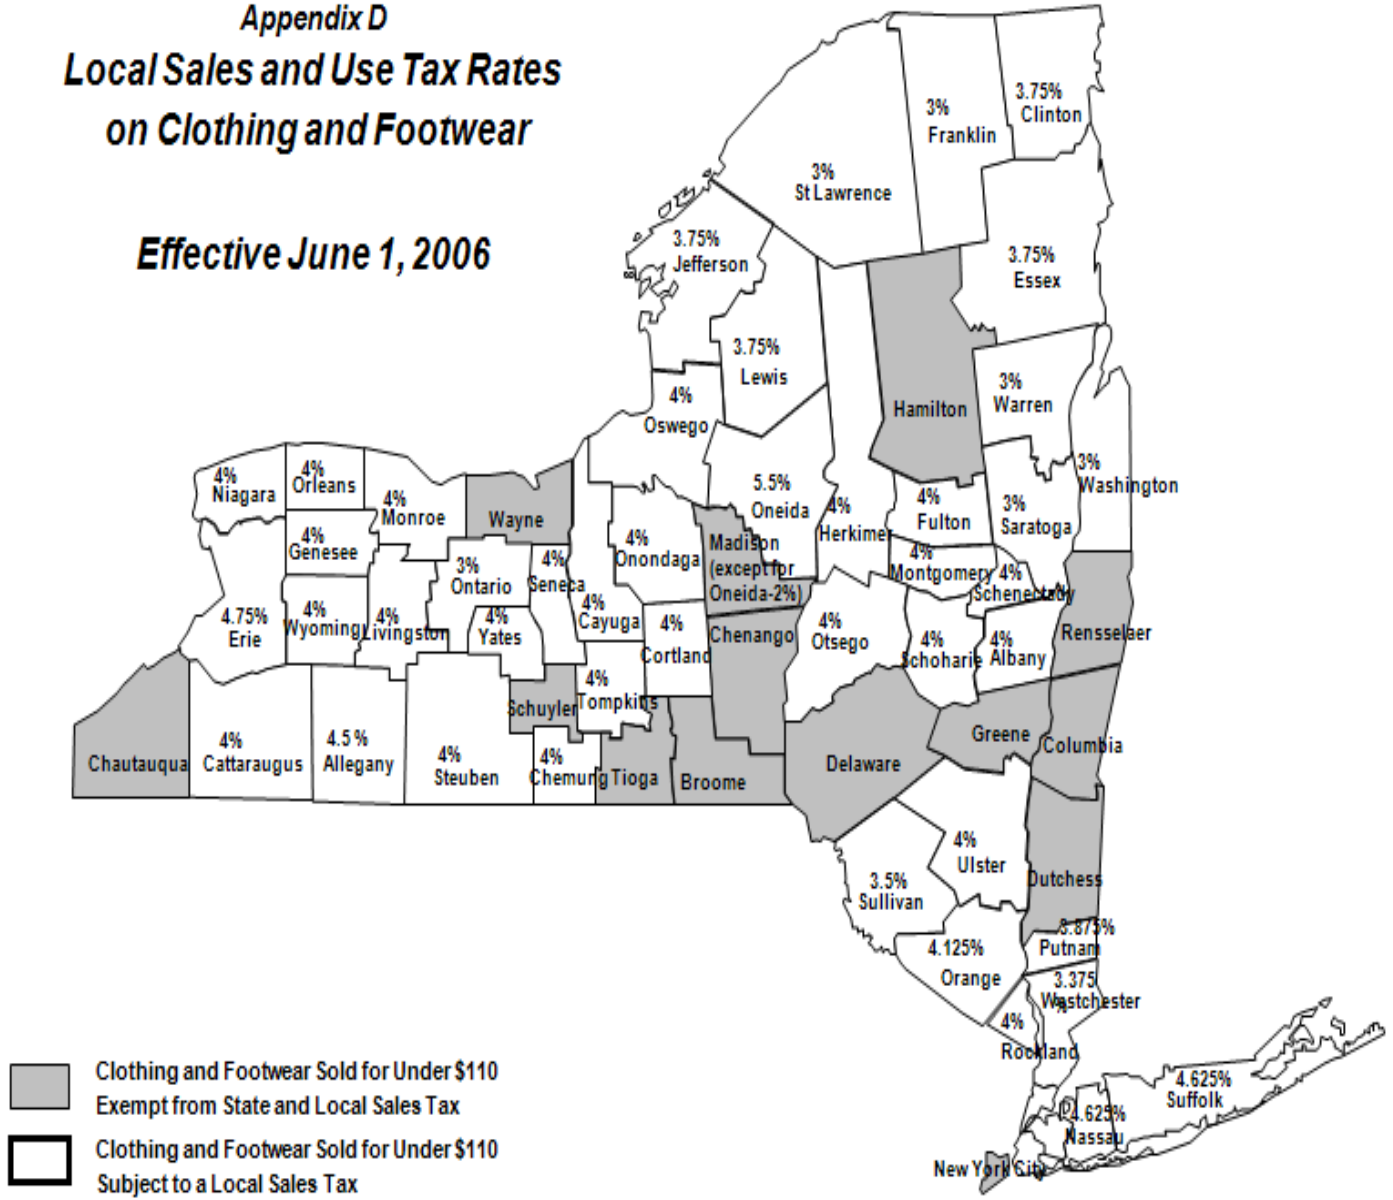 Appendix D
Local Sales and Use Tax Rates
on Clothing and Footwear
Effective June 1, 2006
3.75%
Clinton
3%
Franklin
3%
St Lawrence
3.75%
Jefferson
3.75%
Essex
3.75%
Lewis
3%
Warren
Hamilton
4%
Oswego
3%
Washington
4%
Niagara
4%
Orleans
4%
Monroe
Wayne
5.5%
Oneida
4%
Herkimer
4%
Fulton
3%
Saratoga
4%
Genesee
3%
Ontario
4%
Seneca
4%
Onondaga
Madison
(except for
Oneida-2%)
4%
Montgomery
4%
Schenectady
4.75%
Erie
4%
Wyoming
4%
Livingston
4%
Yates
4%
Cayuga
4%
Cortland
Chenango
4%
Otsego
4%
Schoharie
4%
Albany
Rensselaer
Schuyler
4%
Tompkins
Chautauqua
4%
Cattaraugus
4.5 %
Allegany
4%
Steuben
4%
Chemung
Tioga
Broome
Delaware
Greene
Columbia
4%
Ulster
Dutchess
3.5%
Sullivan
3.875%
Putnam
4.125%
Orange
3.375
%
Westchester
4%
Rockland
4.625%
Suffolk
4.625%
Nassau
New York City
Clothing and Footwear Sold for Under $110
Exempt from State and Local Sales Tax
Clothing and Footwear Sold for Under $110
Subject to a Local Sales Tax